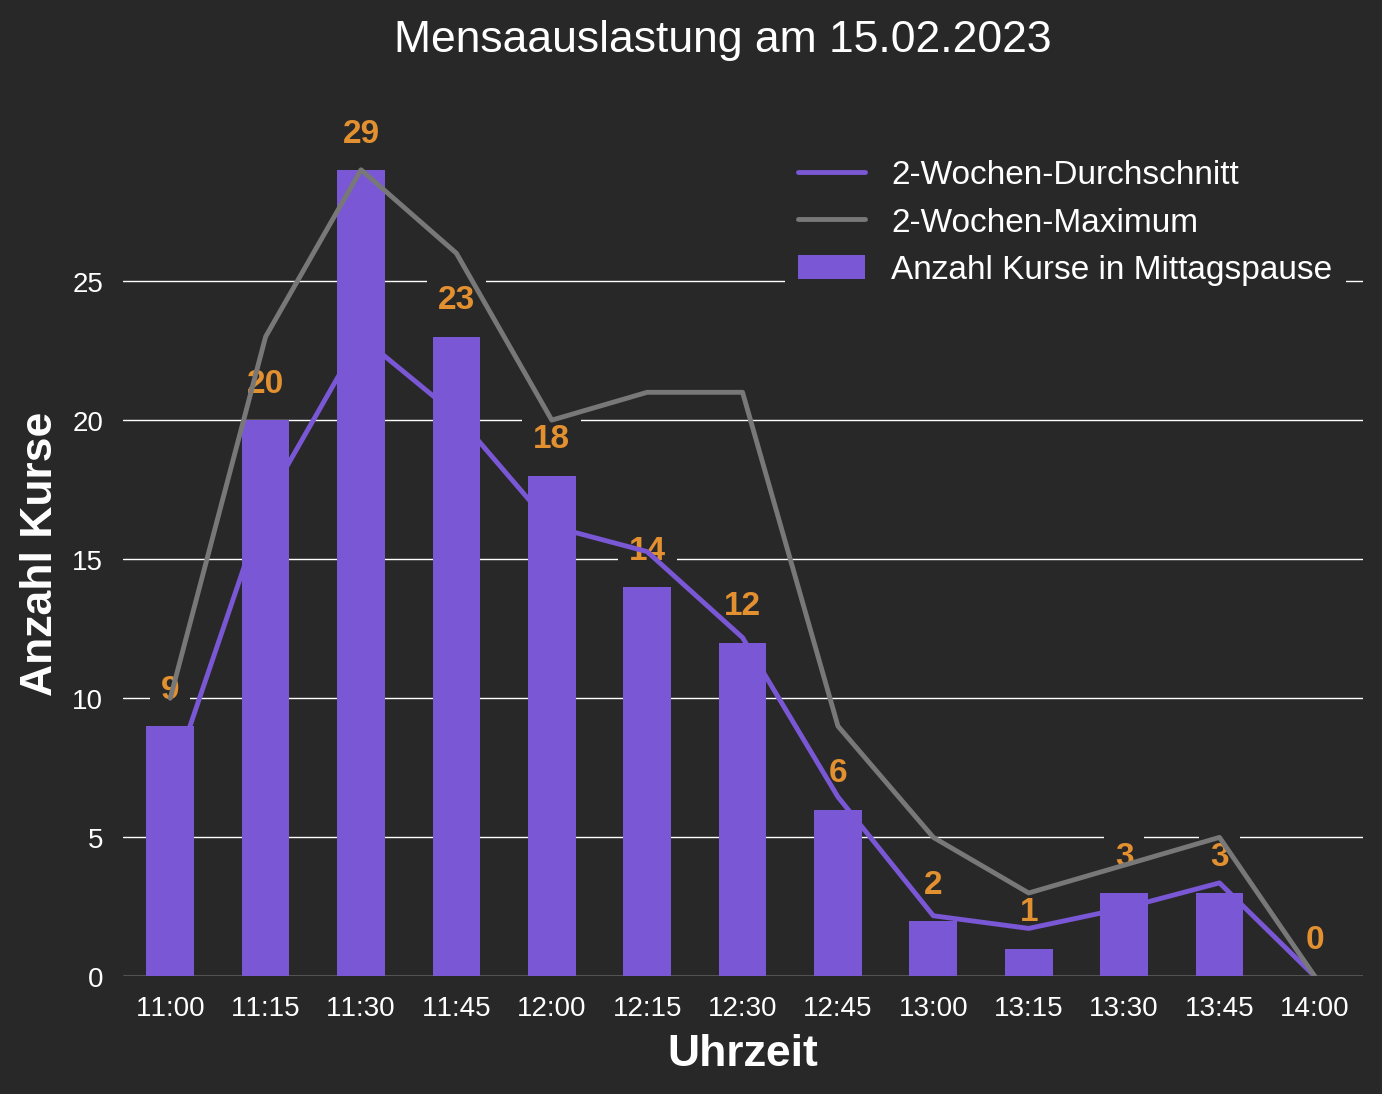 Mensaauslastung am 15.02.2023
2-Wochen-Durchschnitt
2-Wochen-Maximum
Anzahl Kurse in Mittagspause
Anzahl Kurse
25
20
15
10
5
0
9
20
29
23
18
14
12
6
2
1
3
3
0
11:00 11:15 11:30 11:45 12:00 12:15 12:30 12:45 13:00 13:15 13:30 13:45 14:00
Uhrzeit